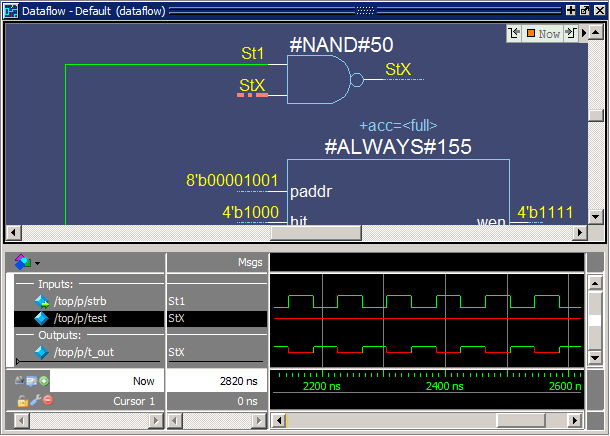 Dataflow - Default (dataflow)
Now
#NAND#50
St1
StX
StX
+acc=<full>
#ALWAYS#155
8'b00001001
paddr
4'b1000
hit
wen
4'b1111
Msgs
Inputs:
/top/p/strb
St1
/top/p/test
StX
Outputs:
/top/p/t_out
StX
Now
2820 ns
2200 ns
2400 ns
2600 n
Cursor 1
0 ns